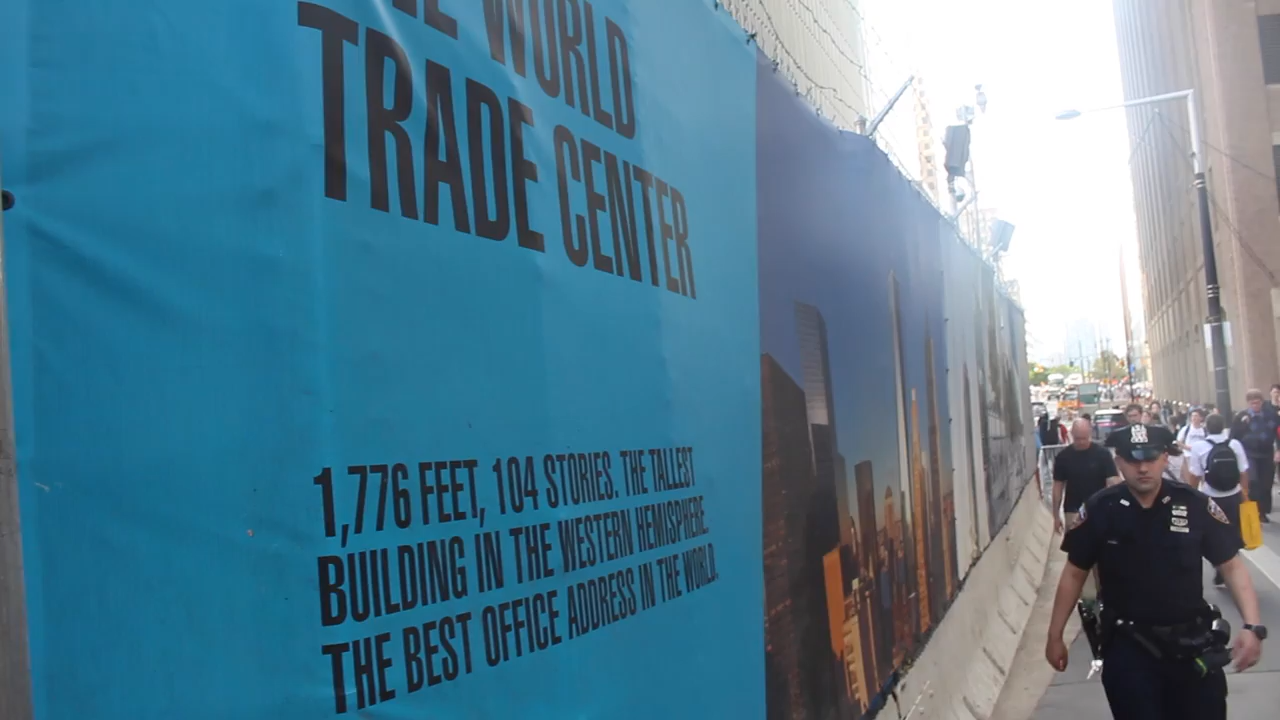 WORLD
TRADE CENTER
1,776 FEET, 104 STORIES. THE TALLEST
BUILDING IN THE WESTERN HEMISPHERE.
THE BEST OFFICE ADDRESS IN THE WORLD.